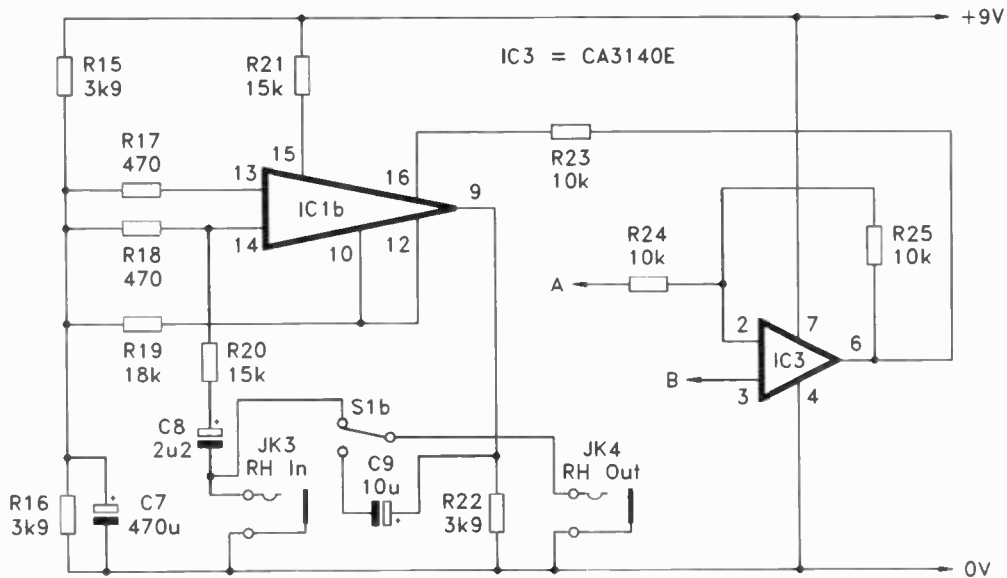 +9V
R15
3k9
R21
15k
IC3 = CA3140E
R17
470
15
13
16
9
R23
10k
IC1b
R18
470
14
10
12
R24
10k
R25
10k
A
R19
18k
R20
15k
2
7
6
IC3
B
3
4
S1b
C8
2u2
+
JK3
RH In
C9
10u
JK4
RH Out
R16
3k9
+
C7
470u
+
R22
3k9
0V